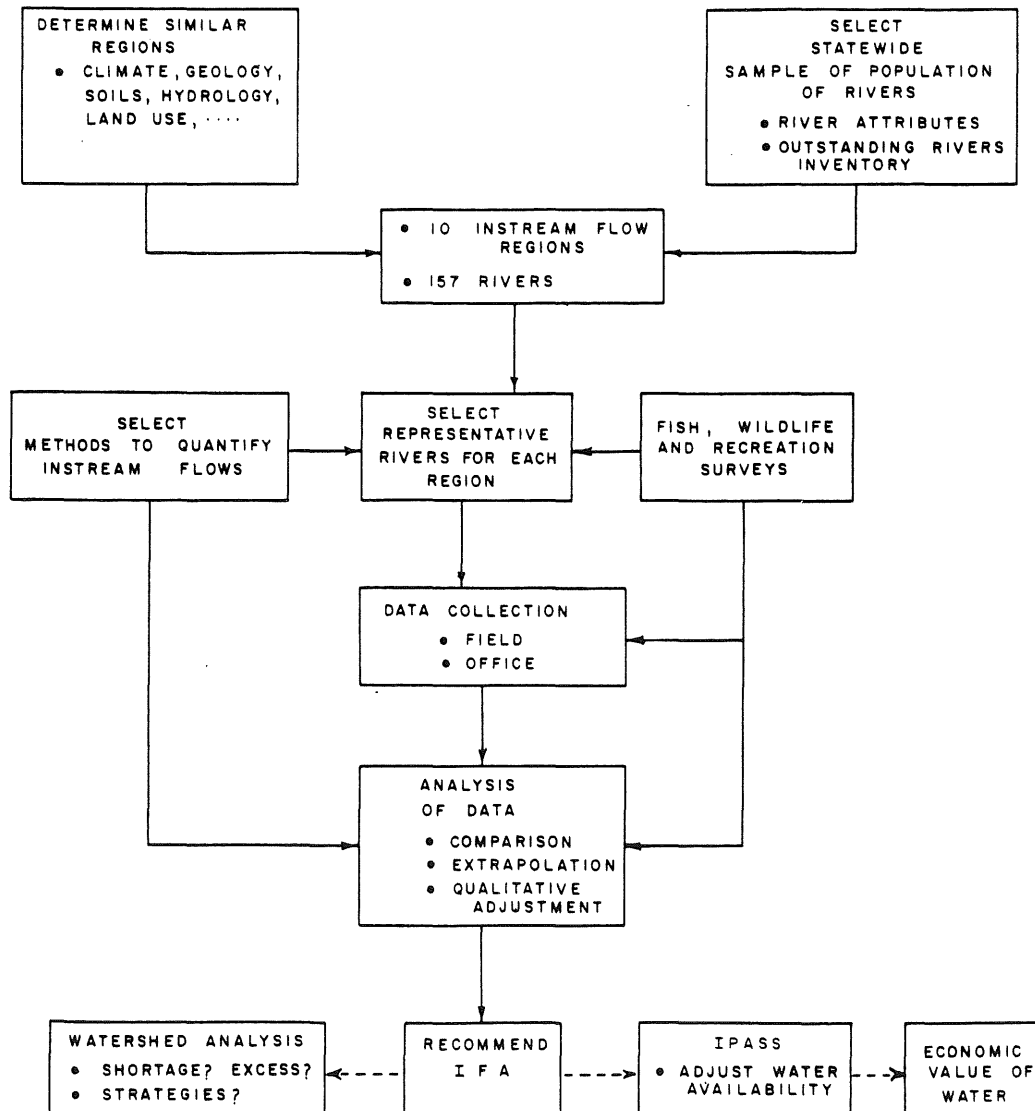 DETERMINE SIMILAR
REGIONS
• CLIMATE, GEOLOGY,
SOILS, HYDROLOGY,
LAND USE, ····
SELECT
STATEWIDE
SAMPLE OF POPULATION
OF RIVERS
• RIVER ATTRIBUTES
• OUTSTANDING RIVERS
INVENTORY
• 10 INSTREAM FLOW
REGIONS
• 157 RIVERS
SELECT
METHODS TO QUANTIFY
INSTREAM FLOWS
SELECT
REPRESENTATIVE
RIVERS FOR EACH
REGION
FISH, WILDLIFE
AND RECREATION
SURVEYS
DATA COLLECTION
• FIELD
• OFFICE
ANALYSIS
OF DATA
• COMPARISON
• EXTRAPOLATION
• QUALITATIVE
ADJUSTMENT
WATERSHED ANALYSIS
• SHORTAGE? EXCESS?
• STRATEGIES?
RECOMMEND
IFA
IPASS
• ADJUST WATER
AVAILABILITY
ECONOMIC
VALUE OF
WATER